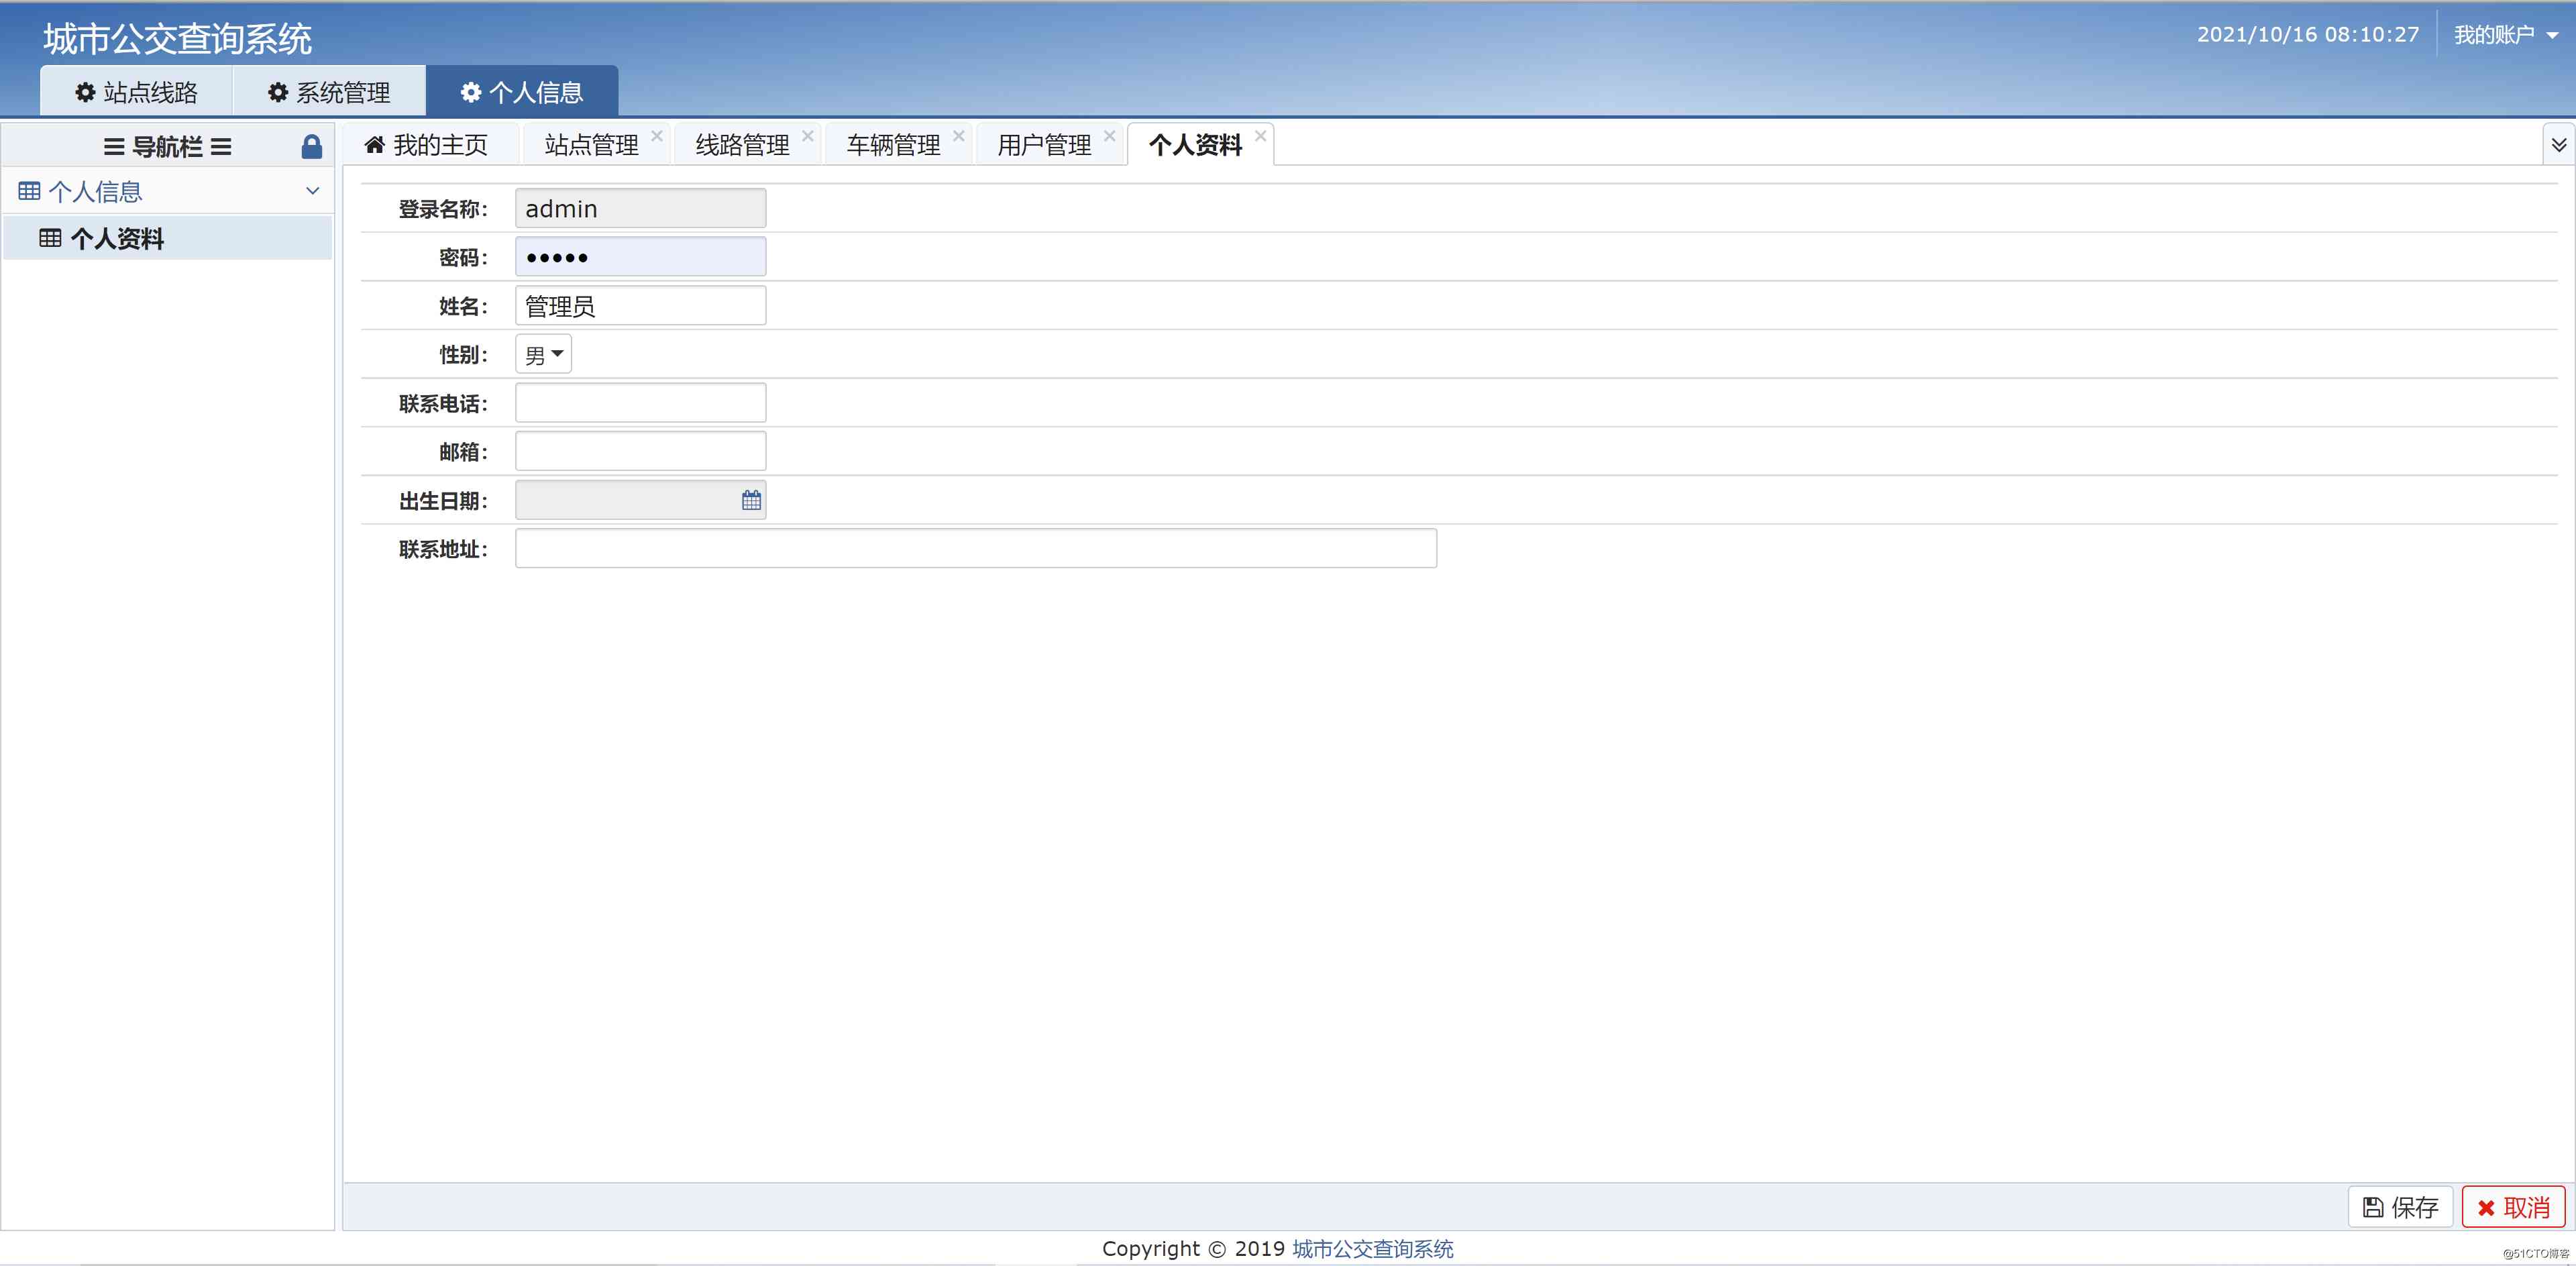 城市公交查询系统
2021/10/16 08:10:27 我的账户
站点线路 系统管理 个人信息
导航栏
我的主页 站点管理 线路管理 车辆管理 用户管理 个人资料
个人信息
个人资料
登录名称： admin
密码： •••••
姓名： 管理员
性别： 男
联系电话：
邮箱：
出生日期：
联系地址：
保存 取消
Copyright © 2019 城市公交查询系统
@51CTO博客